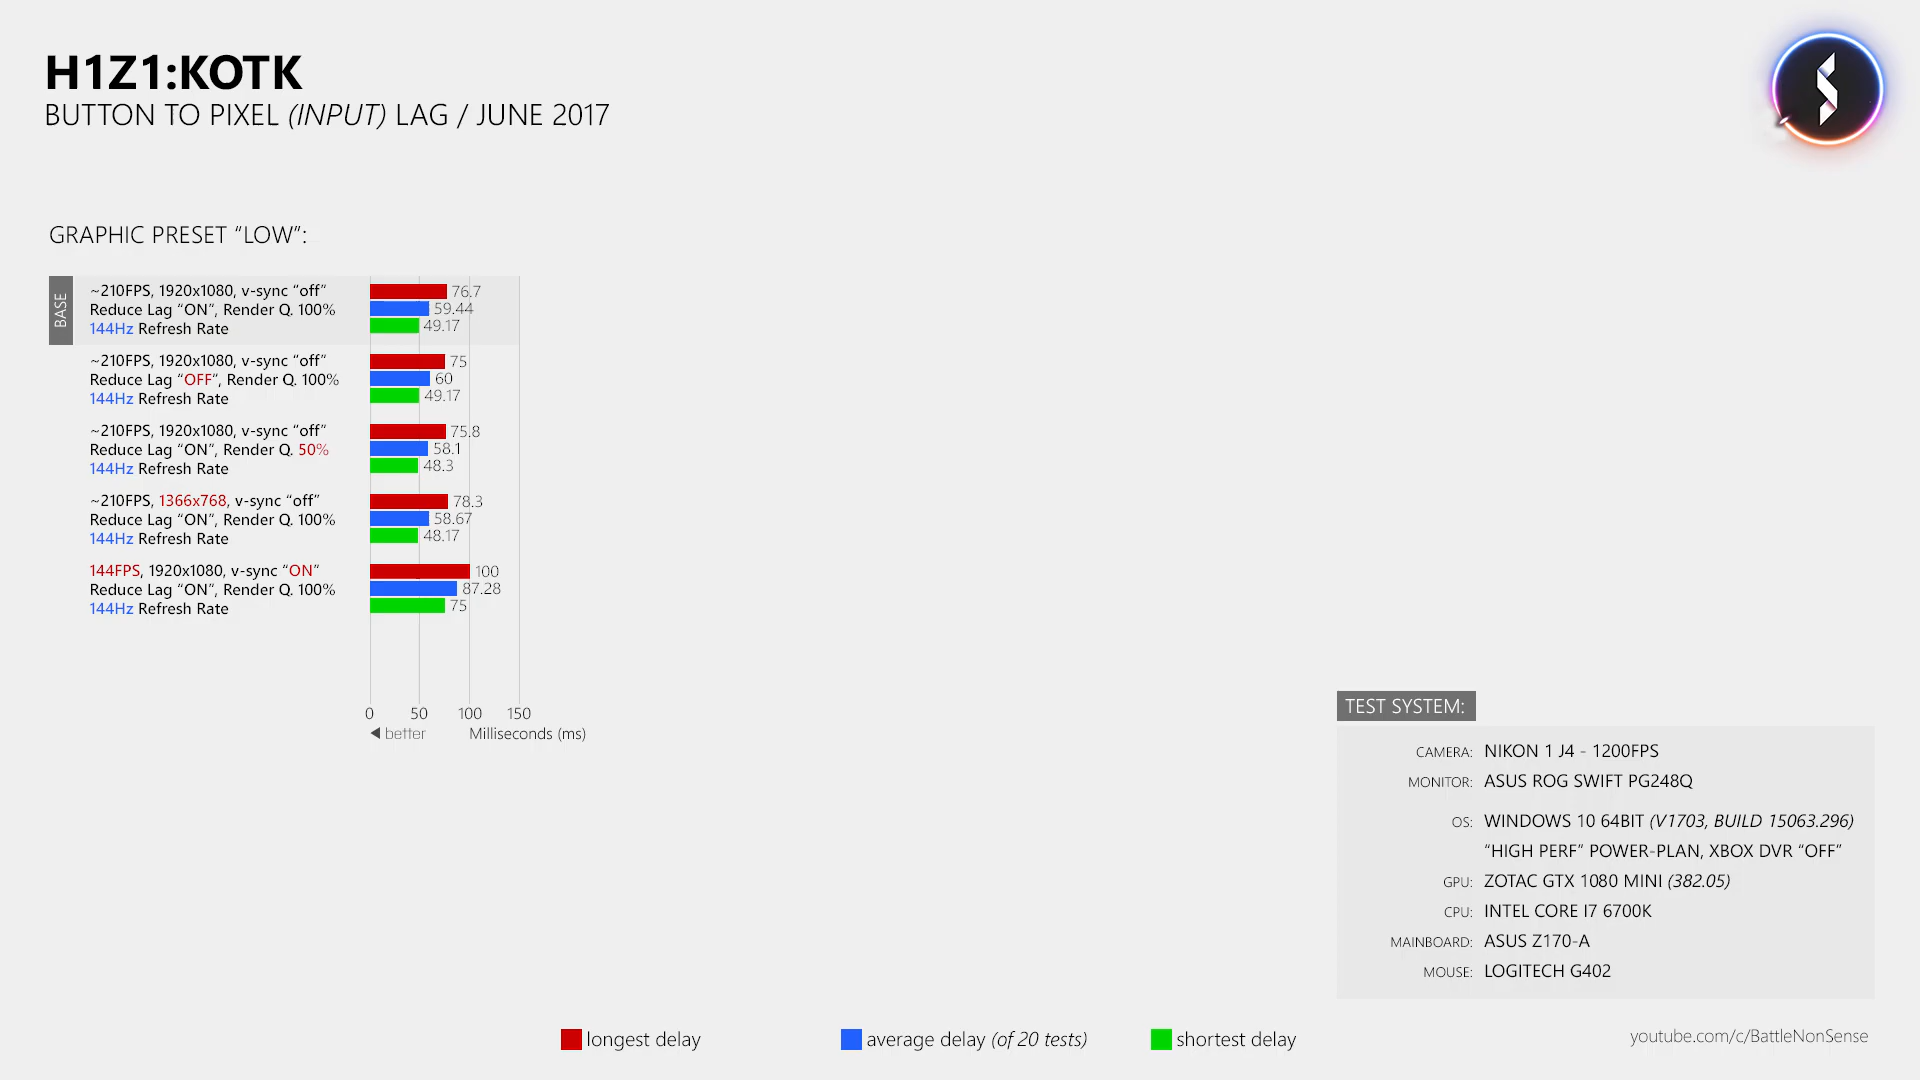 H1Z1:KOTK
BUTTON TO PIXEL (INPUT) LAG / JUNE 2017
GRAPHIC PRESET “LOW”:
BASE
~210FPS, 1920x1080, v-sync “off”
Reduce Lag “ON”, Render Q. 100%
144Hz Refresh Rate
76.7
59.44
49.17
~210FPS, 1920x1080, v-sync “off”
Reduce Lag “OFF”, Render Q. 100%
144Hz Refresh Rate
75
60
49.17
~210FPS, 1920x1080, v-sync “off”
Reduce Lag “ON”, Render Q. 50%
144Hz Refresh Rate
75.8
58.1
48.3
~210FPS, 1366x768, v-sync “off”
Reduce Lag “ON”, Render Q. 100%
144Hz Refresh Rate
78.3
58.67
48.17
144FPS, 1920x1080, v-sync “ON”
Reduce Lag “ON”, Render Q. 100%
144Hz Refresh Rate
100
87.28
75
0 50 100 150
◀ better Milliseconds (ms)
TEST SYSTEM:
CAMERA: NIKON 1 J4 - 1200FPS
MONITOR: ASUS ROG SWIFT PG248Q
OS: WINDOWS 10 64BIT (V1703, BUILD 15063.296)
“HIGH PERF” POWER-PLAN, XBOX DVR “OFF”
GPU: ZOTAC GTX 1080 MINI (382.05)
CPU: INTEL CORE I7 6700K
MAINBOARD: ASUS Z170-A
MOUSE: LOGITECH G402
longest delay
average delay (of 20 tests)
shortest delay
youtube.com/c/BattleNonSense